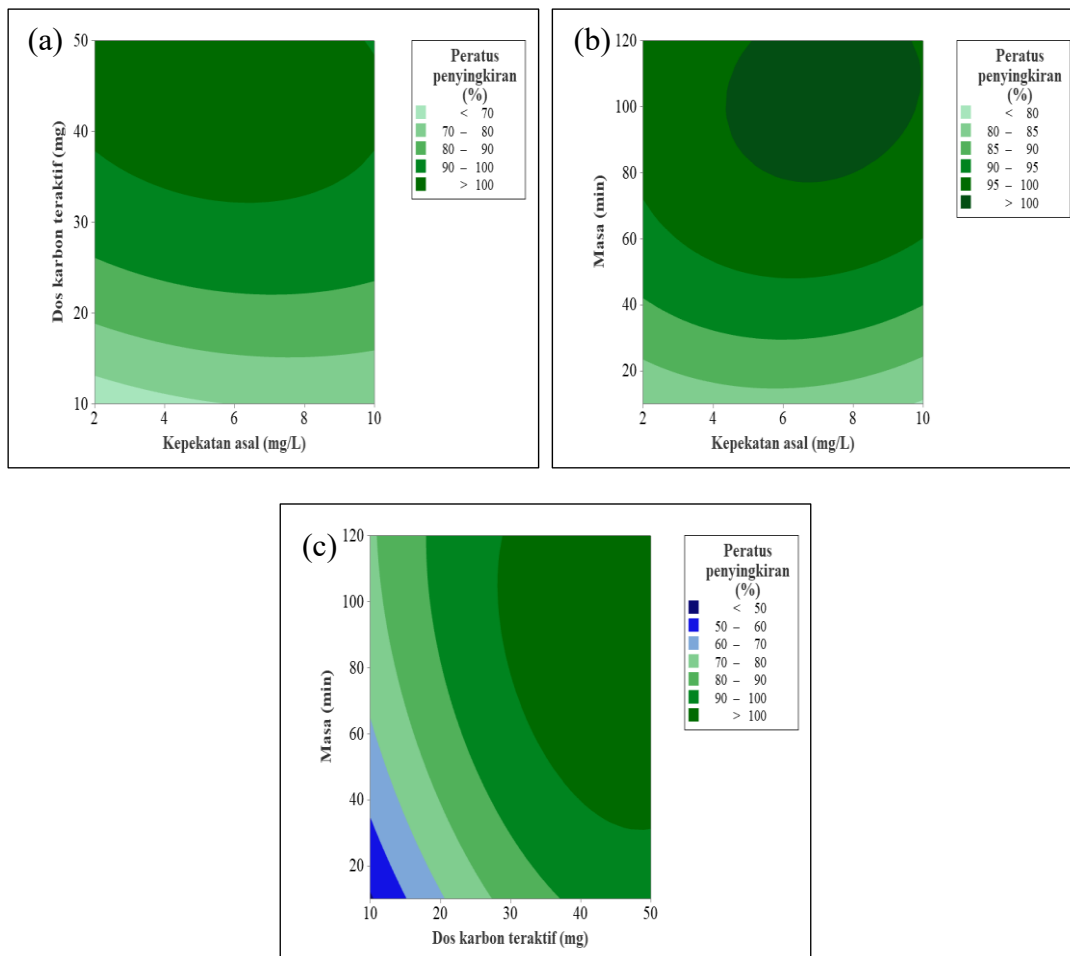 (a)
50
40
30
20
10
Dos karbon teraktif (mg)
2 4 6 8 10
Kepekatan asal (mg/L)
Peratus
penyingkiran
(%)
< 70
70 – 80
80 – 90
90 – 100
> 100
(b)
120
100
80
60
40
20
Masa (min)
2 4 6 8 10
Kepekatan asal (mg/L)
Peratus
penyingkiran
(%)
< 80
80 – 85
85 – 90
90 – 95
95 – 100
> 100
(c)
120
100
80
60
40
20
Masa (min)
10 20 30 40 50
Dos karbon teraktif (mg)
Peratus
penyingkiran
(%)
< 50
50 – 60
60 – 70
70 – 80
80 – 90
90 – 100
> 100